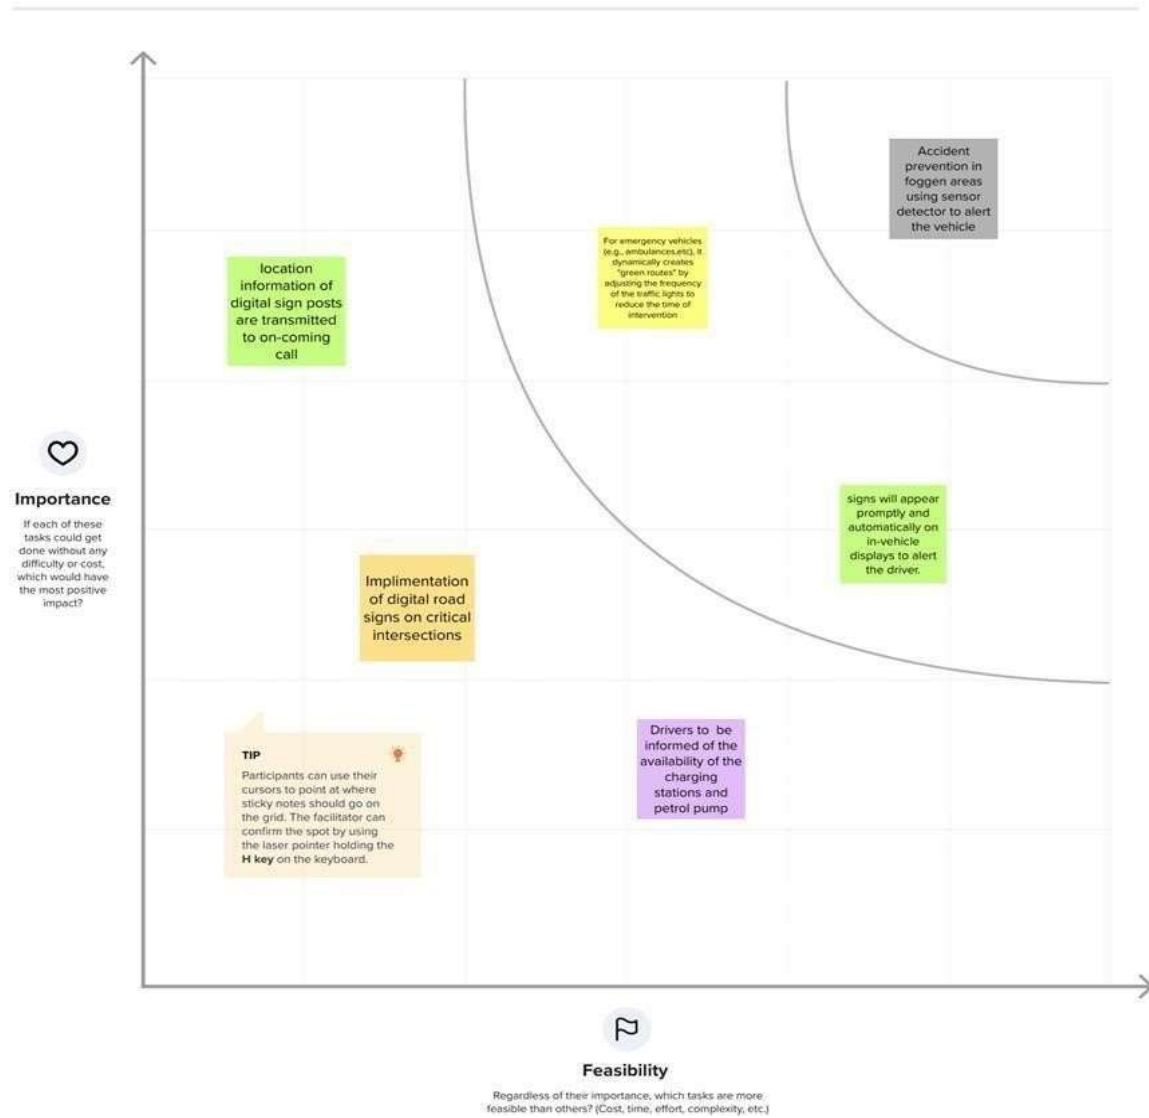 Accident
prevention in
foggen areas
using sensor
detector to alert
the vehicle
For emergency vehicles
(e.g., ambulances,etc), it
dynamically creates
"green routes" by
adjusting the frequency
of the traffic lights to
reduce the time of
intervention
location
information of
digital sign posts
are transmitted
to on-coming
call
Importance
If each of these
tasks could get
done without any
difficulty or cost,
which would have
the most positive
impact?
signs will appear
promptly and
automatically on
in-vehicle
displays to alert
the driver.
Implimentation
of digital road
signs on critical
intersections
Drivers to be
informed of the
availability of the
charging
stations and
petrol pump
TIP
Participants can use their
cursors to point at where
sticky notes should go on
the grid. The facilitator can
confirm the spot by using
the laser pointer holding the
H key on the keyboard.
Feasibility
Regardless of their importance, which tasks are more
feasible than others? (Cost, time, effort, complexity, etc.)